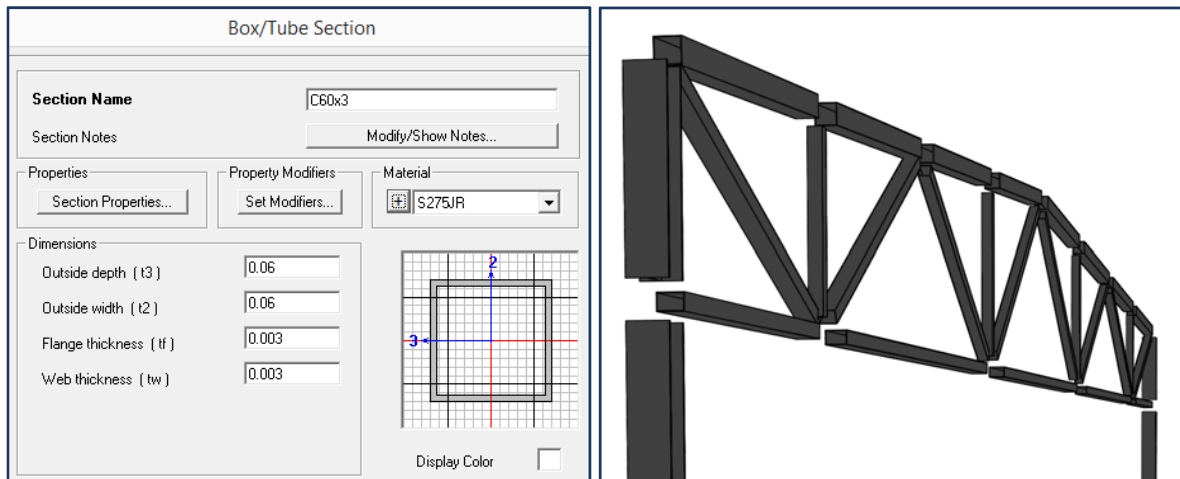 Box/Tube Section
Section Name C60x3
Section Notes Modify/Show Notes...
Properties Property Modifiers Material
Section Properties... Set Modifiers... S275JR
Dimensions
Outside depth ( t3 ) 0.06
Outside width ( t2 ) 0.06
Flange thickness ( tf ) 0.003
Web thickness ( tw ) 0.003
2
3
Display Color